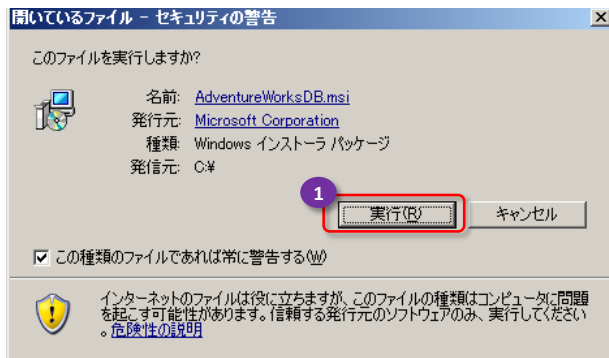 開いているファイル - セキュリティの警告
このファイルを実行しますか?
名前: AdventureWorksDB.msi
発行元: Microsoft Corporation
種類: Windows インストーラ パッケージ
発信元: C:¥
1
実行(R) キャンセル
この種類のファイルであれば常に警告する(W)
インターネットのファイルは役に立ちますが、このファイルの種類はコンピュータに問題
を起こす可能性があります。信頼する発行元のソフトウェアのみ、実行してください
。危険性の説明